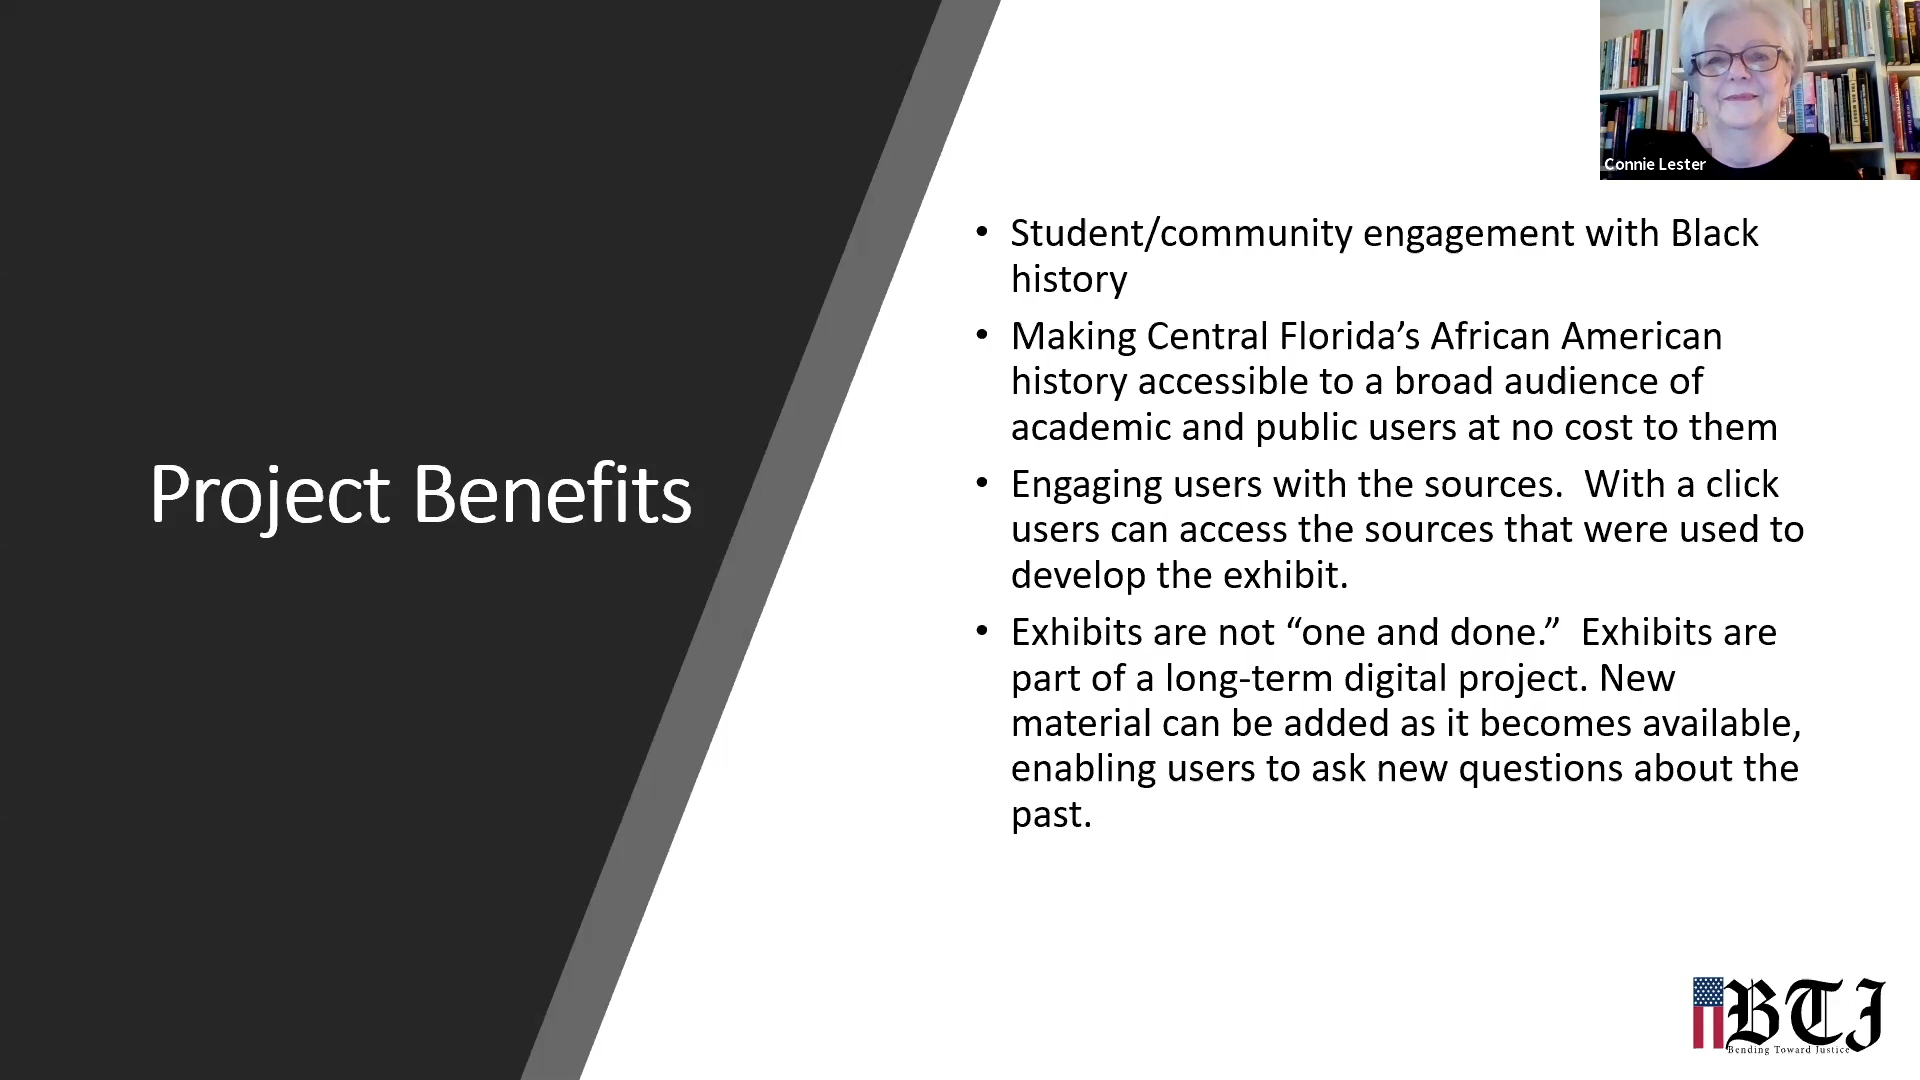 Connie Lester
Project Benefits
• Student/community engagement with Black
history
• Making Central Florida’s African American
history accessible to a broad audience of
academic and public users at no cost to them
• Engaging users with the sources.  With a click
users can access the sources that were used to
develop the exhibit.
• Exhibits are not “one and done.”  Exhibits are
part of a long-term digital project. New
material can be added as it becomes available,
enabling users to ask new questions about the
past.
BTJ
Bending Toward Justice